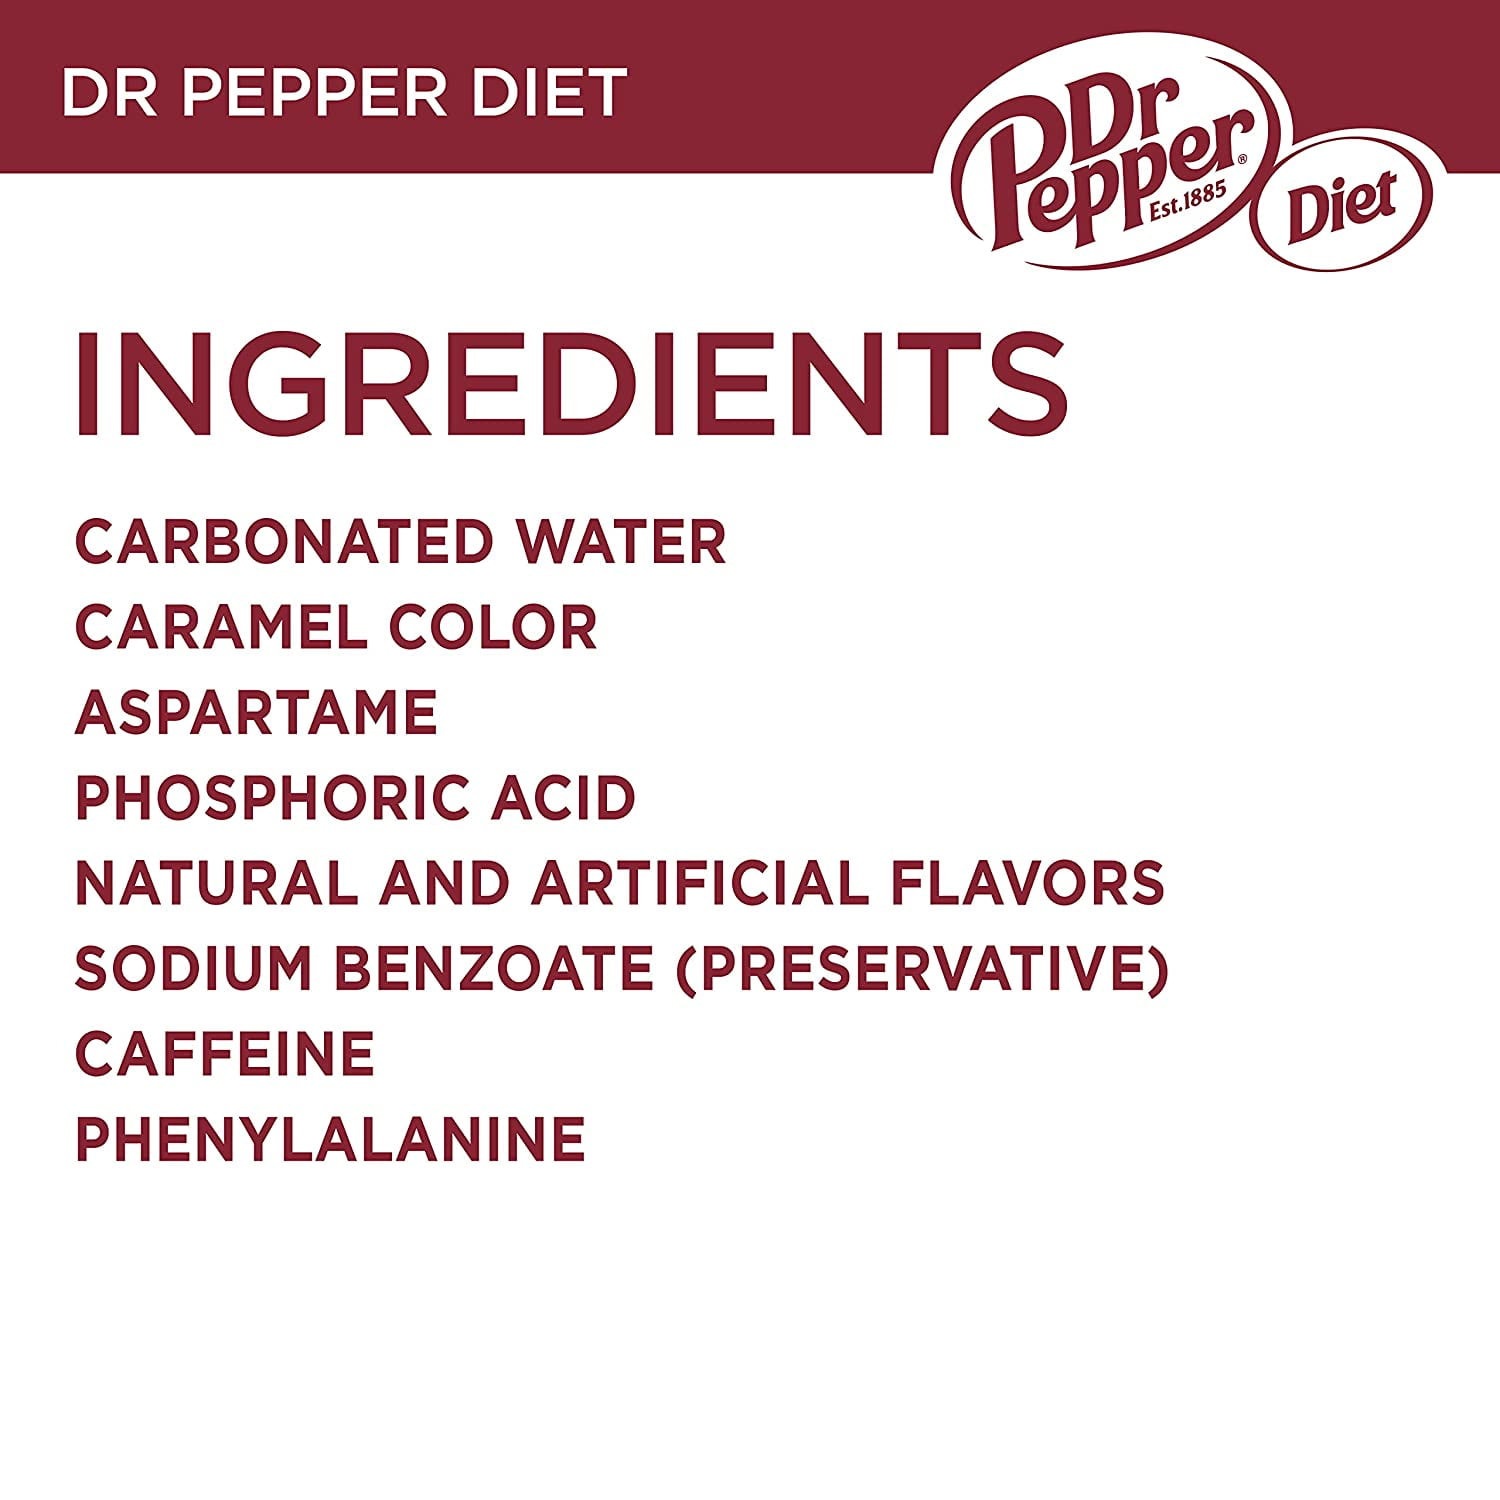 DR PEPPER DIET
Dr
Pepper
Est.1885
®
Diet
INGREDIENTS
CARBONATED WATER
CARAMEL COLOR
ASPARTAME
PHOSPHORIC ACID
NATURAL AND ARTIFICIAL FLAVORS
SODIUM BENZOATE (PRESERVATIVE)
CAFFEINE
PHENYLALANINE